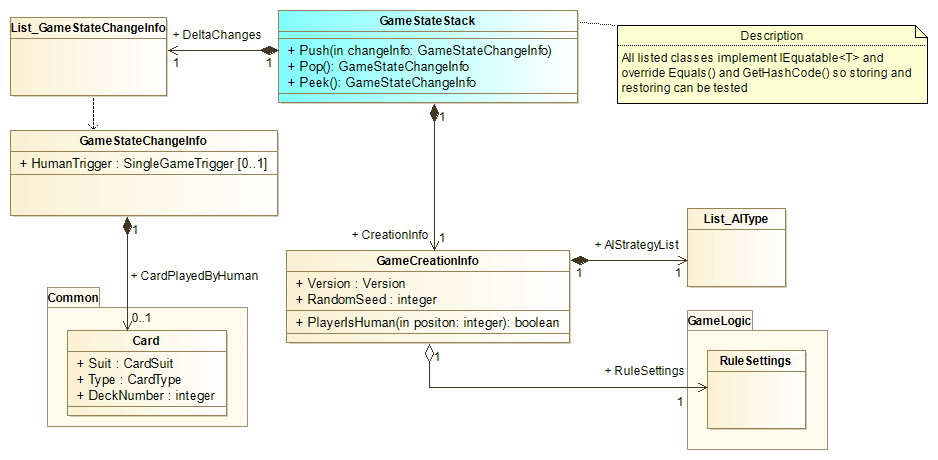 List_GameStateChangeInfo
+ DeltaChanges
1
1
GameStateStack
+ Push(in changeInfo: GameStateChangeInfo)
+ Pop(): GameStateChangeInfo
+ Peek(): GameStateChangeInfo
Description
All listed classes implement IEquatable<T> and
override Equals() and GetHashCode() so storing and
restoring can be tested
1
GameStateChangeInfo
+ HumanTrigger : SingleGameTrigger [0..1]
1
+ CreationInfo
1
List_AIType
+ AIStrategyList
1
1
GameCreationInfo
+ Version : Version
+ RandomSeed : integer
+ PlayerIsHuman(in positon: integer): boolean
+ CardPlayedByHuman
0..1
Common
Card
+ Suit : CardSuit
+ Type : CardType
+ DeckNumber : integer
1
+ RuleSettings
1
GameLogic
RuleSettings